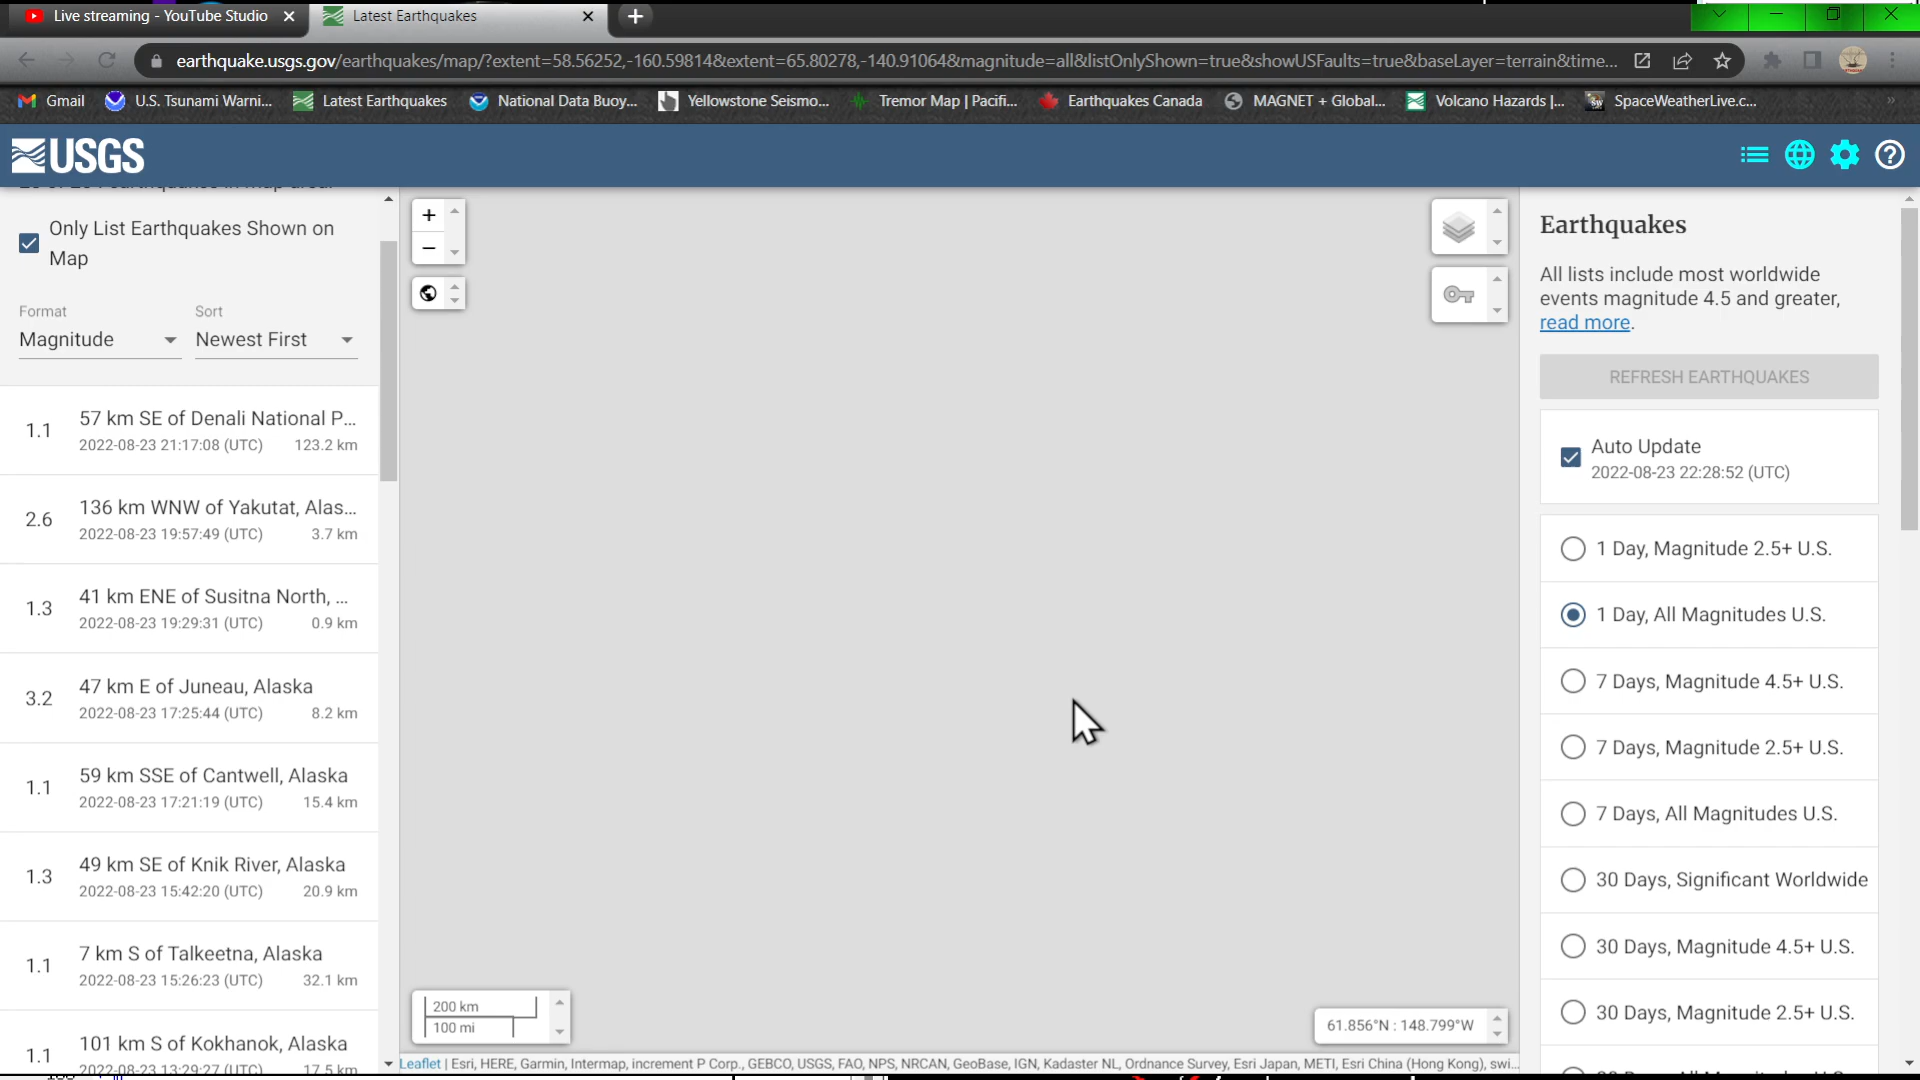 Live streaming - YouTube Studio
Latest Earthquakes
earthquake.usgs.gov/earthquakes/map/?extent=58.56252,-160.59814&extent=65.80278,-140.91064&magnitude=all&listOnlyShown=true&showUSFaults=true&baseLayer=terrain&time...
Gmail
U.S. Tsunami Warni...
Latest Earthquakes
National Data Buoy...
Yellowstone Seismo...
Tremor Map | Pacifi...
Earthquakes Canada
MAGNET + Global...
Volcano Hazards |...
SpaceWeatherLive.c...
USGS
Only List Earthquakes Shown on
Map
Format
Sort
Magnitude
Newest First
1.1
57 km SE of Denali National P...
2022-08-23 21:17:08 (UTC) 123.2 km
2.6
136 km WNW of Yakutat, Alas...
2022-08-23 19:57:49 (UTC) 3.7 km
1.3
41 km ENE of Susitna North, ...
2022-08-23 19:29:31 (UTC) 0.9 km
3.2
47 km E of Juneau, Alaska
2022-08-23 17:25:44 (UTC) 8.2 km
1.1
59 km SSE of Cantwell, Alaska
2022-08-23 17:21:19 (UTC) 15.4 km
1.3
49 km SE of Knik River, Alaska
2022-08-23 15:42:20 (UTC) 20.9 km
1.1
7 km S of Talkeetna, Alaska
2022-08-23 15:26:23 (UTC) 32.1 km
1.1
101 km S of Kokhanok, Alaska
2022-08-23 13:29:27 (UTC) 17.5 km
+
−
200 km
100 mi
61.856°N : 148.799°W
Leaflet | Esri, HERE, Garmin, Intermap, increment P Corp., GEBCO, USGS, FAO, NPS, NRCAN, GeoBase, IGN, Kadaster NL, Ordnance Survey, Esri Japan, METI, Esri China (Hong Kong), swi...
Earthquakes
All lists include most worldwide
events magnitude 4.5 and greater,
read more.
REFRESH EARTHQUAKES
Auto Update
2022-08-23 22:28:52 (UTC)
1 Day, Magnitude 2.5+ U.S.
1 Day, All Magnitudes U.S.
7 Days, Magnitude 4.5+ U.S.
7 Days, Magnitude 2.5+ U.S.
7 Days, All Magnitudes U.S.
30 Days, Significant Worldwide
30 Days, Magnitude 4.5+ U.S.
30 Days, Magnitude 2.5+ U.S.